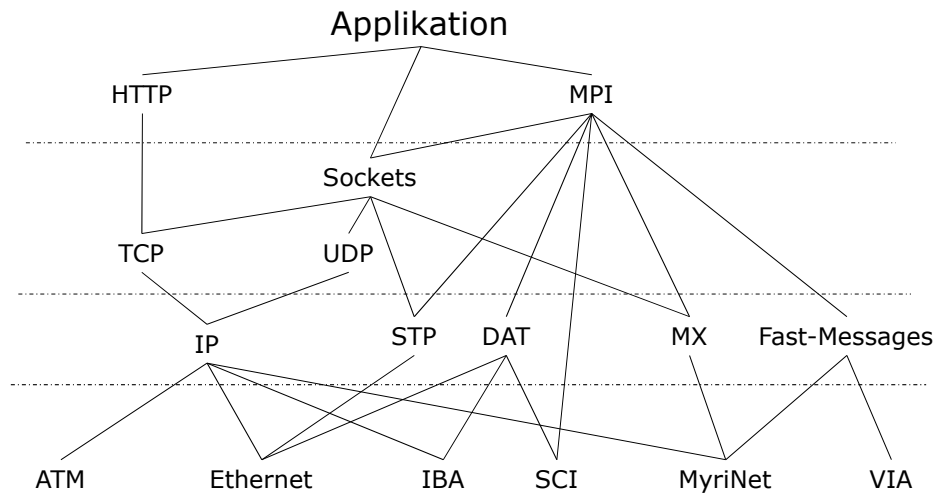 Applikation
HTTP MPI
Sockets
TCP UDP
IP STP DAT MX Fast-Messages
ATM Ethernet IBA SCI MyriNet VIA